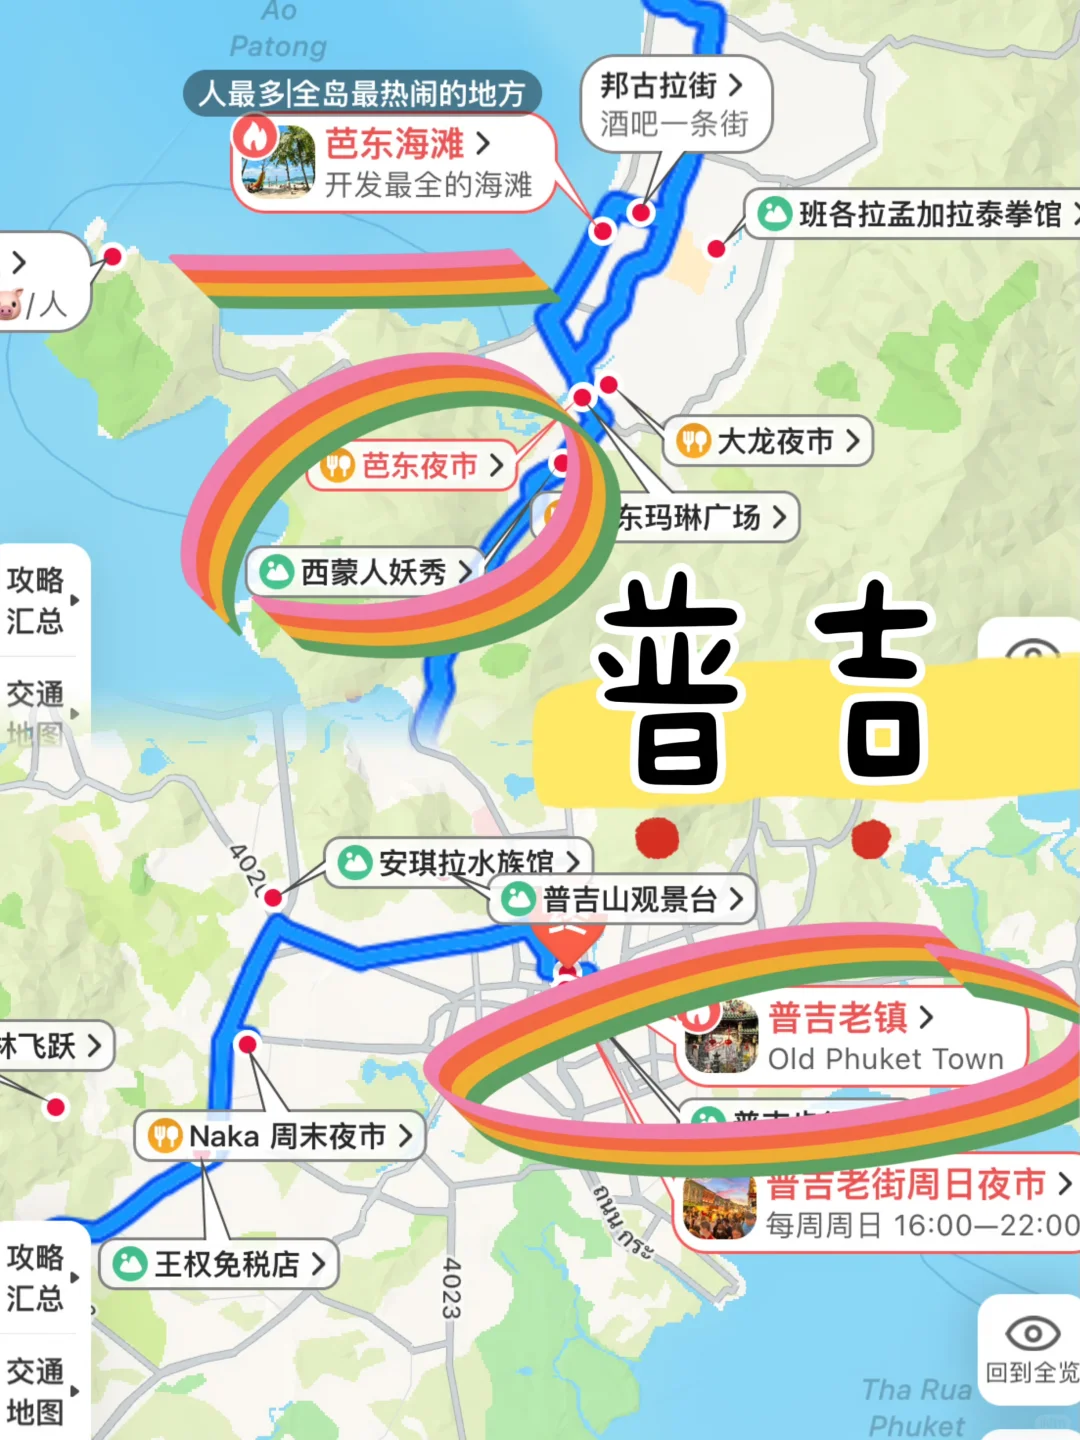 Ao
Patong
人最多|全岛最热闹的地方
邦古拉街
酒吧一条街
芭东海滩
开发最全的海滩
班各拉孟加拉泰拳馆
/人
大龙夜市
芭东夜市
东玛琳广场
西蒙人妖秀
攻略
汇总
交通
地图
普吉
402
安琪拉水族馆
普吉山观景台
普吉老镇
Old Phuket Town
林飞跃
Naka 周末夜市
普吉老街周日夜市
每周周日 16:00—22:00
ถนน กระ
王权免税店
4023
攻略
汇总
交通
地图
回到全览
Tha Rua
Phuket